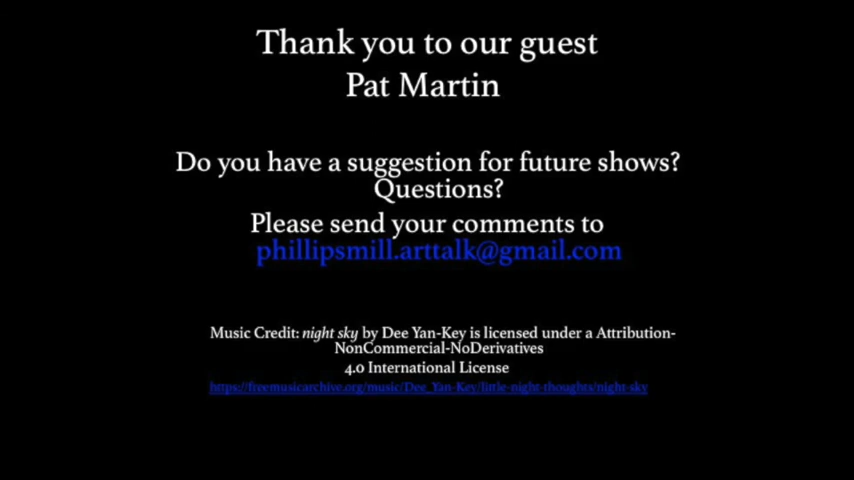 Thank you to our guest
Pat Martin
Do you have a suggestion for future shows?
Questions?
Please send your comments to
phillipsmill.arttalk@gmail.com
Music Credit: night sky by Dee Yan-Key is licensed under a Attribution-
NonCommercial-NoDerivatives
4.0 International License
https://freemusicarchive.org/music/Dee_Yan-Key/little-night-thoughts/night-sky